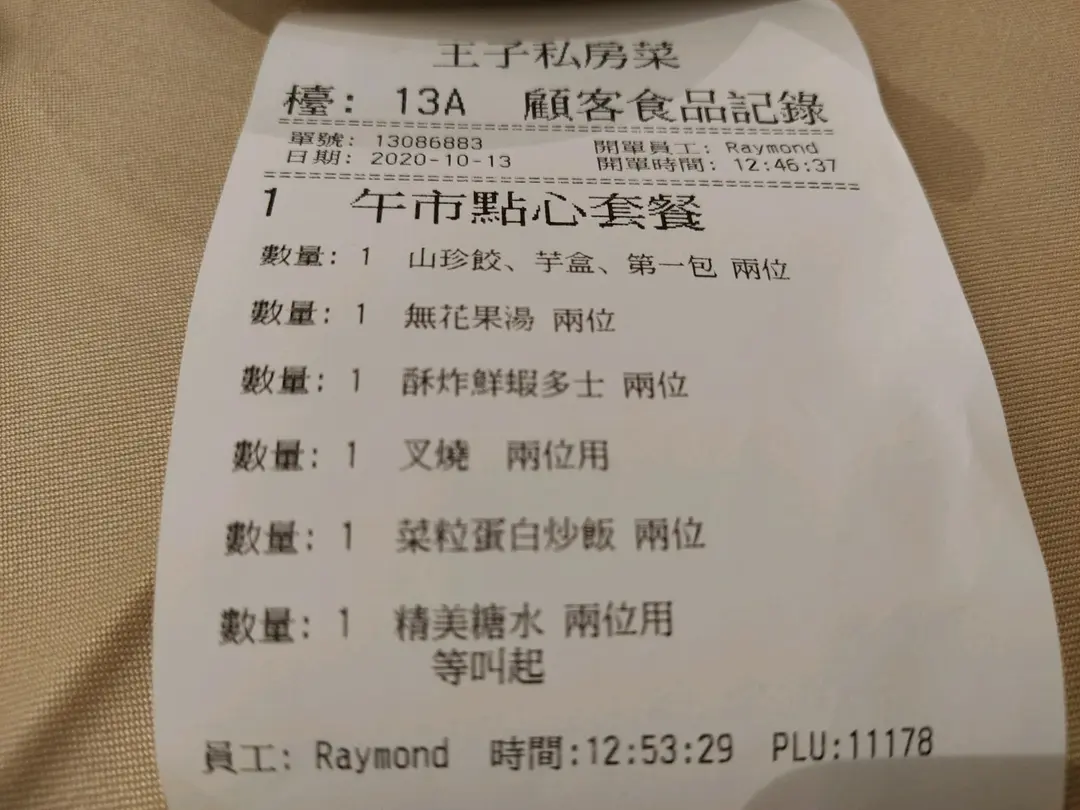 王子私房菜
檯: 13A 顧客食品記錄
單號: 13086883 開單員工: Raymond
日期: 2020-10-13 開單時間: 12:46:37
1 午市點心套餐
數量: 1 山珍餃、芋盒、第一包 兩位
數量: 1 無花果湯 兩位
數量: 1 酥炸鮮蝦多士 兩位
數量: 1 叉燒 兩位用
數量: 1 菜粒蛋白炒飯 兩位
數量: 1 精美糖水 兩位用
等叫起
員工: Raymond 時間:12:53:29 PLU:11178